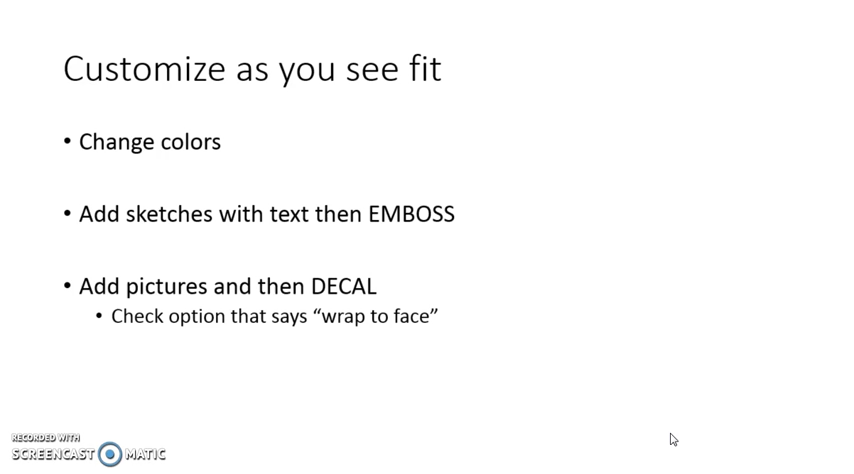 Customize as you see fit
• Change colors
• Add sketches with text then EMBOSS
• Add pictures and then DECAL
• Check option that says “wrap to face”
RECORDED WITH
SCREENCAST MATIC